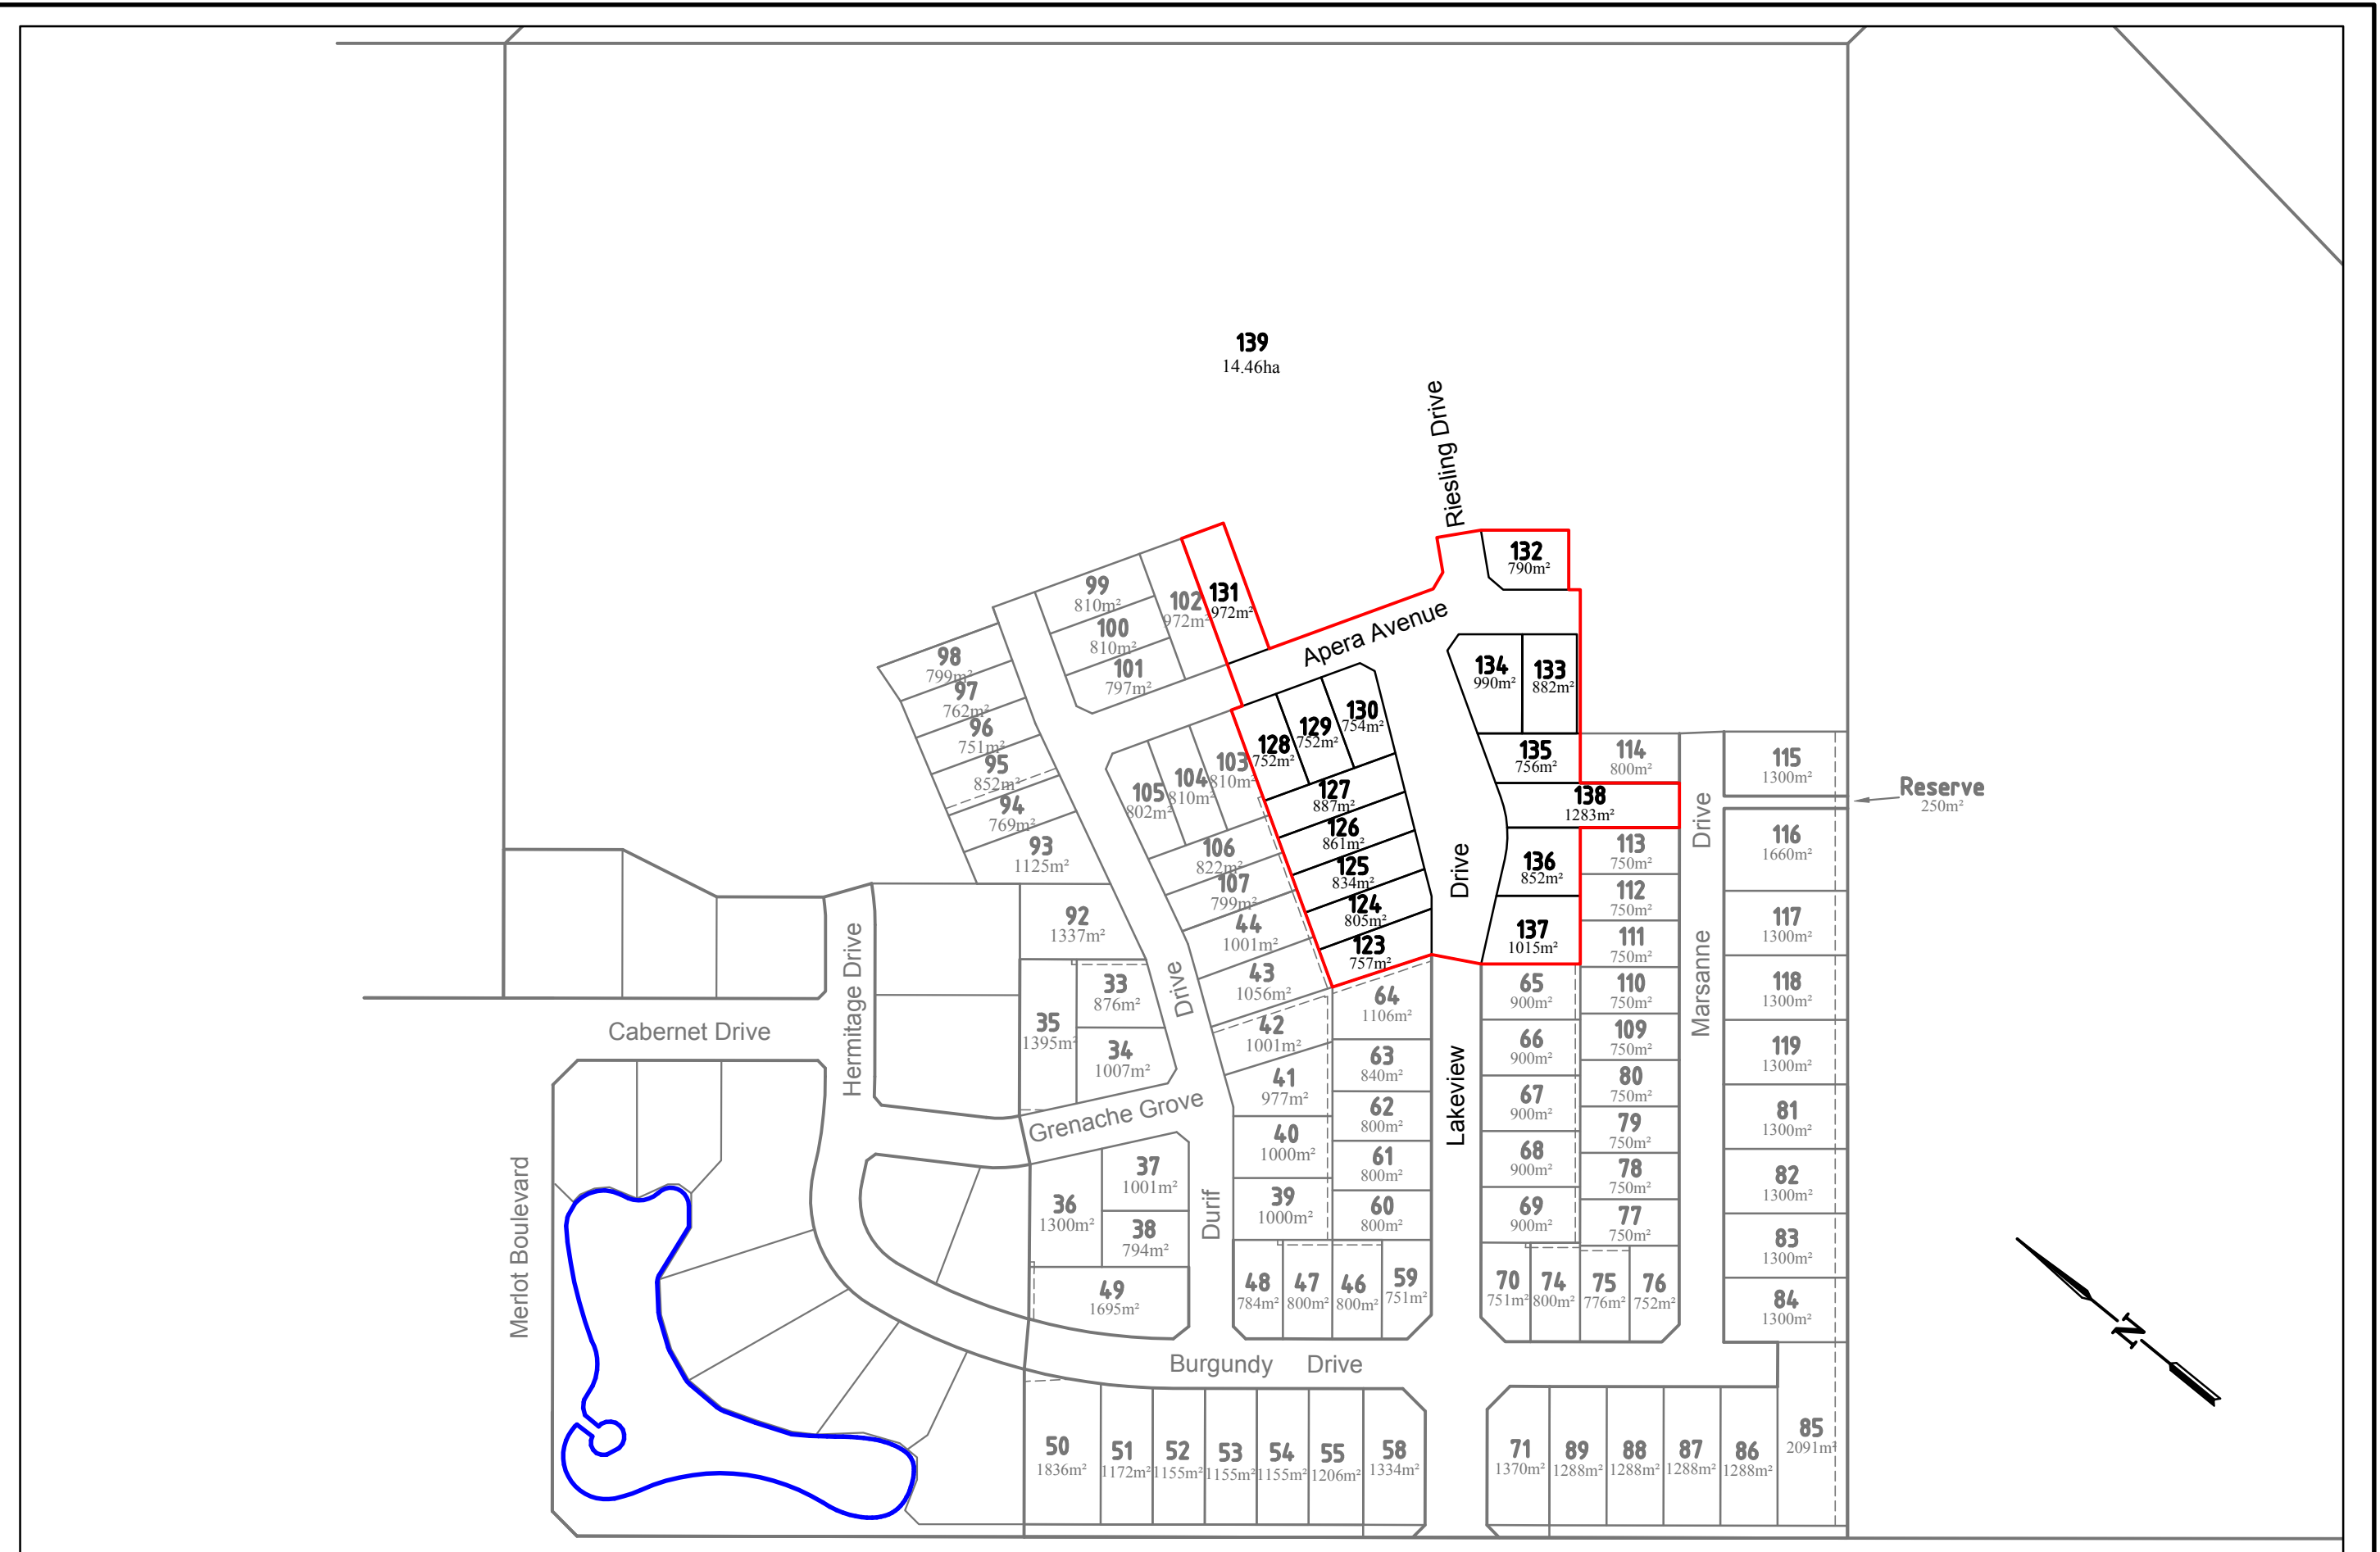 139
14.46ha
Riesling Drive
132
790m²
99
810m²
102
972m²
131
972m²
100
810m²
101
797m²
Apera Avenue
98
799m²
97
762m²
96
751m²
95
852m²
94
769m²
93
1125m²
134
990m²
133
882m²
130
754m²
129
752m²
128
752m²
103
810m²
104
810m²
105
802m²
135
756m²
114
800m²
115
1300m²
127
887m²
138
1283m²
Reserve
250m²
126
861m²
106
822m²
113
750m²
116
1660m²
125
834m²
136
852m²
107
799m²
112
750m²
124
805m²
44
1001m²
92
1337m²
117
1300m²
123
757m²
137
1015m²
111
750m²
Drive
Drive
Marsanne
Hermitage Drive
Drive
43
1056m²
33
876m²
64
1106m²
65
900m²
110
750m²
118
1300m²
35
1395m²
42
1001m²
66
900m²
109
750m²
119
1300m²
Cabernet Drive
34
1007m²
63
840m²
41
977m²
80
750m²
Lakeview
67
900m²
62
800m²
81
1300m²
Grenache Grove
79
750m²
40
1000m²
61
800m²
68
900m²
78
750m²
82
1300m²
37
1001m²
36
1300m²
39
1000m²
60
800m²
69
900m²
77
750m²
83
1300m²
38
794m²
Durif
Merlot Boulevard
49
1695m²
48
784m²
47
800m²
46
800m²
59
751m²
70
751m²
74
800m²
75
776m²
76
752m²
84
1300m²
N
Burgundy Drive
50
1836m²
51
1172m²
52
1155m²
53
1155m²
54
1155m²
55
1206m²
58
1334m²
71
1370m²
89
1288m²
88
1288m²
87
1288m²
86
1288m²
85
2091m²